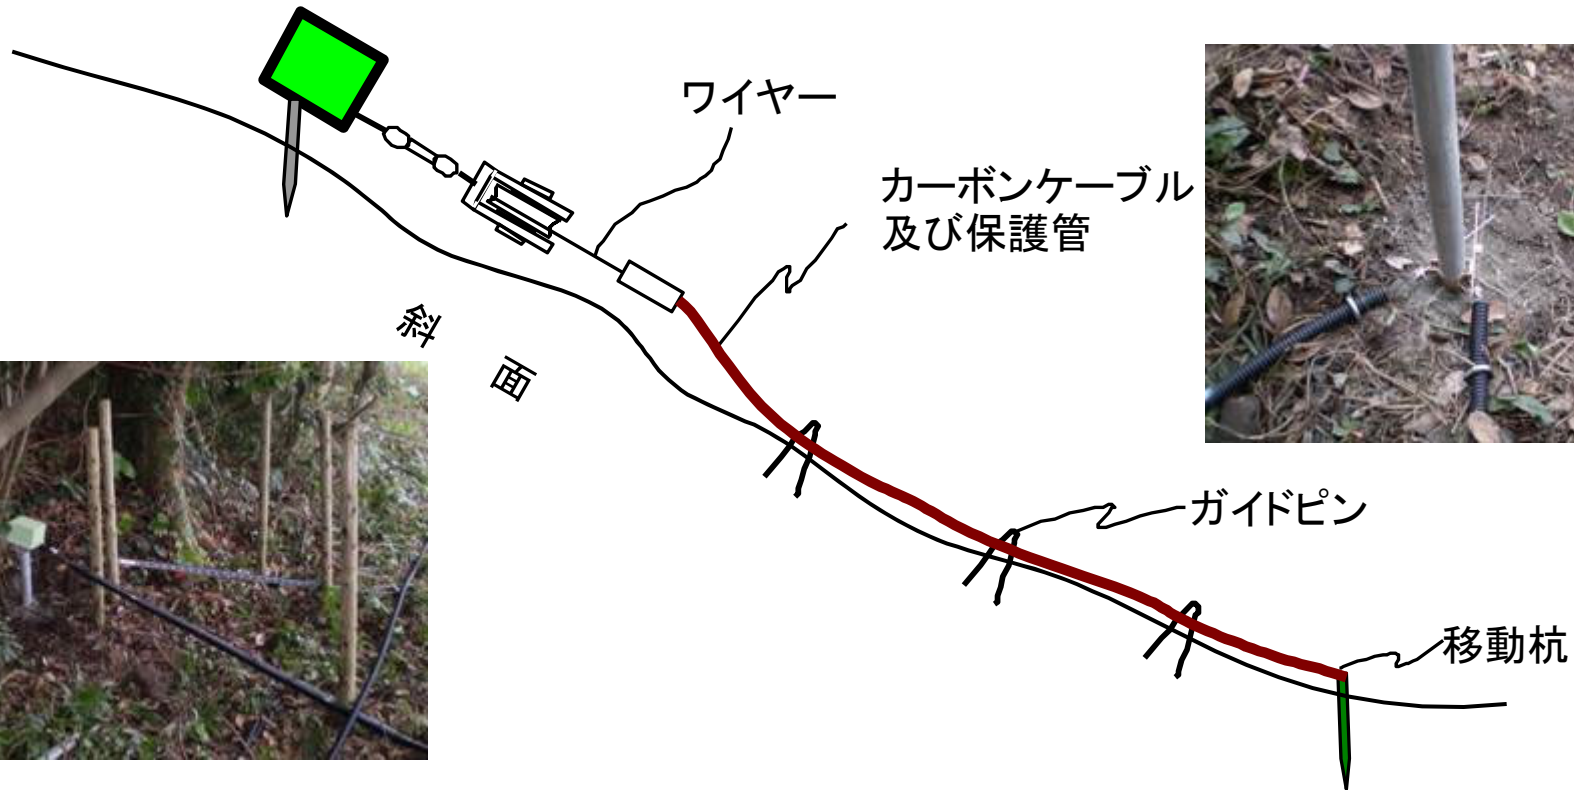 ワイヤー
カーボンケーブル
及び保護管
斜面
ガイドピン
移動杭